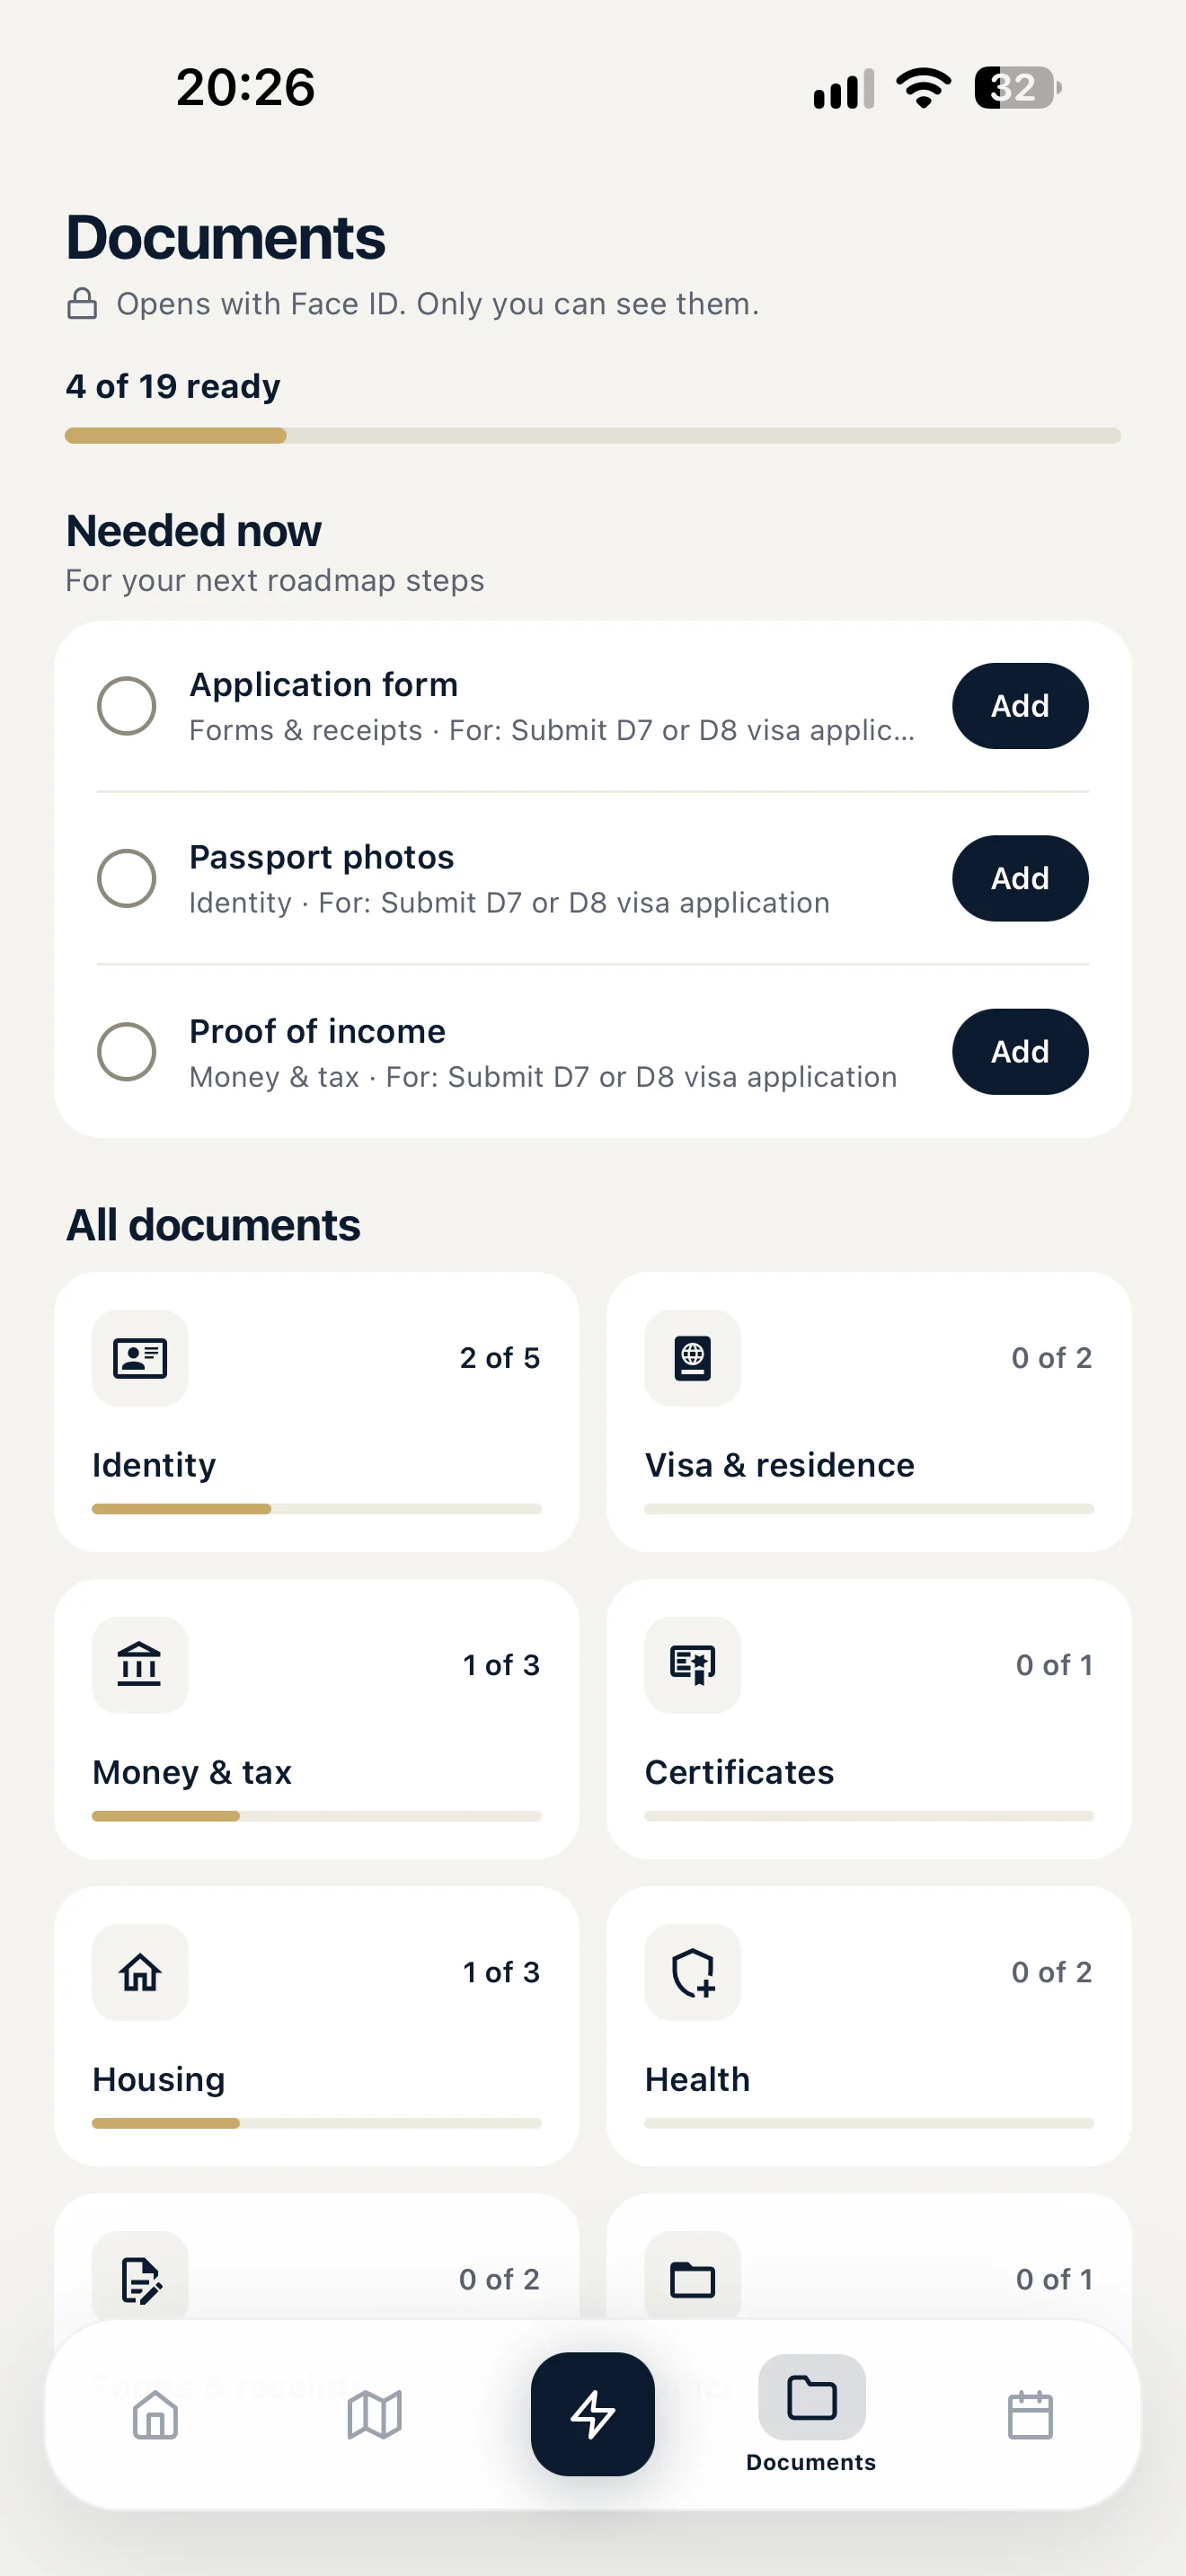 20:26
32
Documents
Opens with Face ID. Only you can see them.
4 of 19 ready
Needed now
For your next roadmap steps
Application form
Forms & receipts · For: Submit D7 or D8 visa applic...
Add
Passport photos
Identity · For: Submit D7 or D8 visa application
Add
Proof of income
Money & tax · For: Submit D7 or D8 visa application
Add
All documents
2 of 5
Identity
0 of 2
Visa & residence
1 of 3
Money & tax
0 of 1
Certificates
1 of 3
Housing
0 of 2
Health
0 of 2
Forms & receipts
0 of 1
Documents